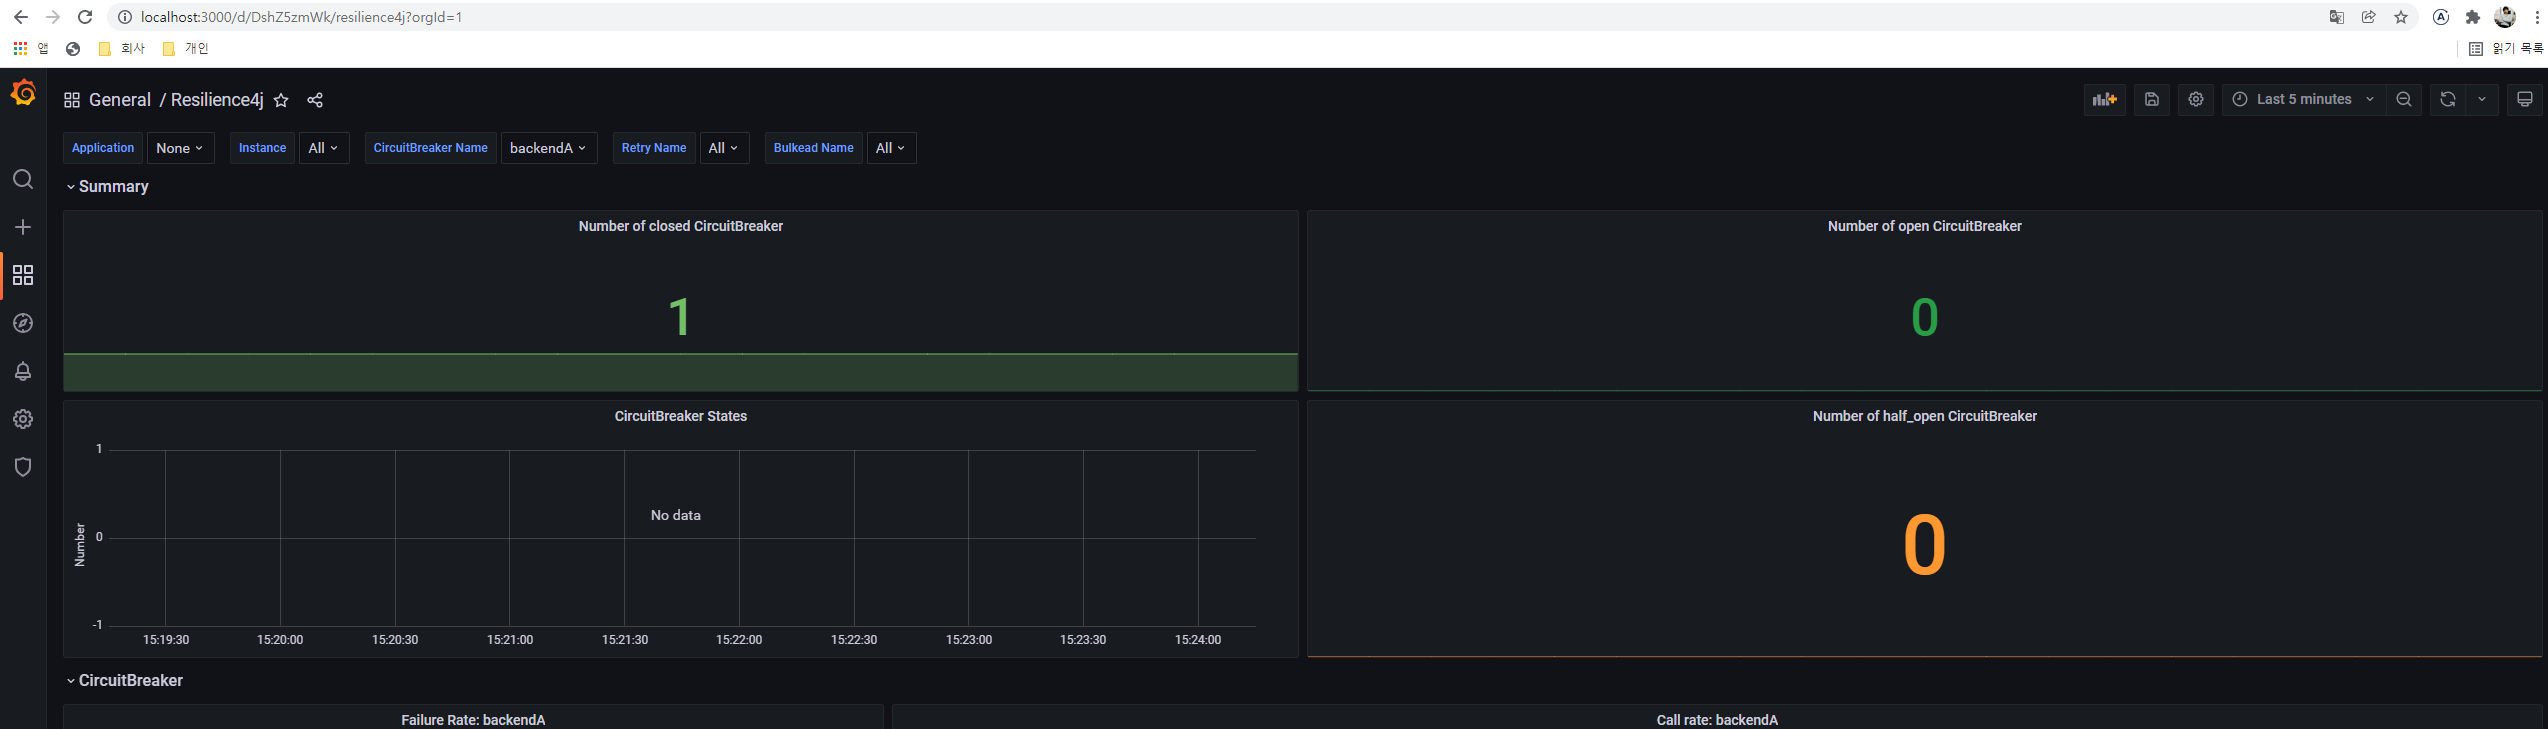 localhost:3000/d/DshZ5zmWk/resilience4j?orgId=1
앱 회사 개인 읽기 목록
General / Resilience4j Last 5 minutes
Application None Instance All CircuitBreaker Name backendA Retry Name All Bulkead Name All
Summary
Number of closed CircuitBreaker
1
Number of open CircuitBreaker
0
CircuitBreaker States
1
0
-1
Number
No data
15:19:30 15:20:00 15:20:30 15:21:00 15:21:30 15:22:00 15:22:30 15:23:00 15:23:30 15:24:00
Number of half_open CircuitBreaker
0
CircuitBreaker
Failure Rate: backendA
Call rate: backendA